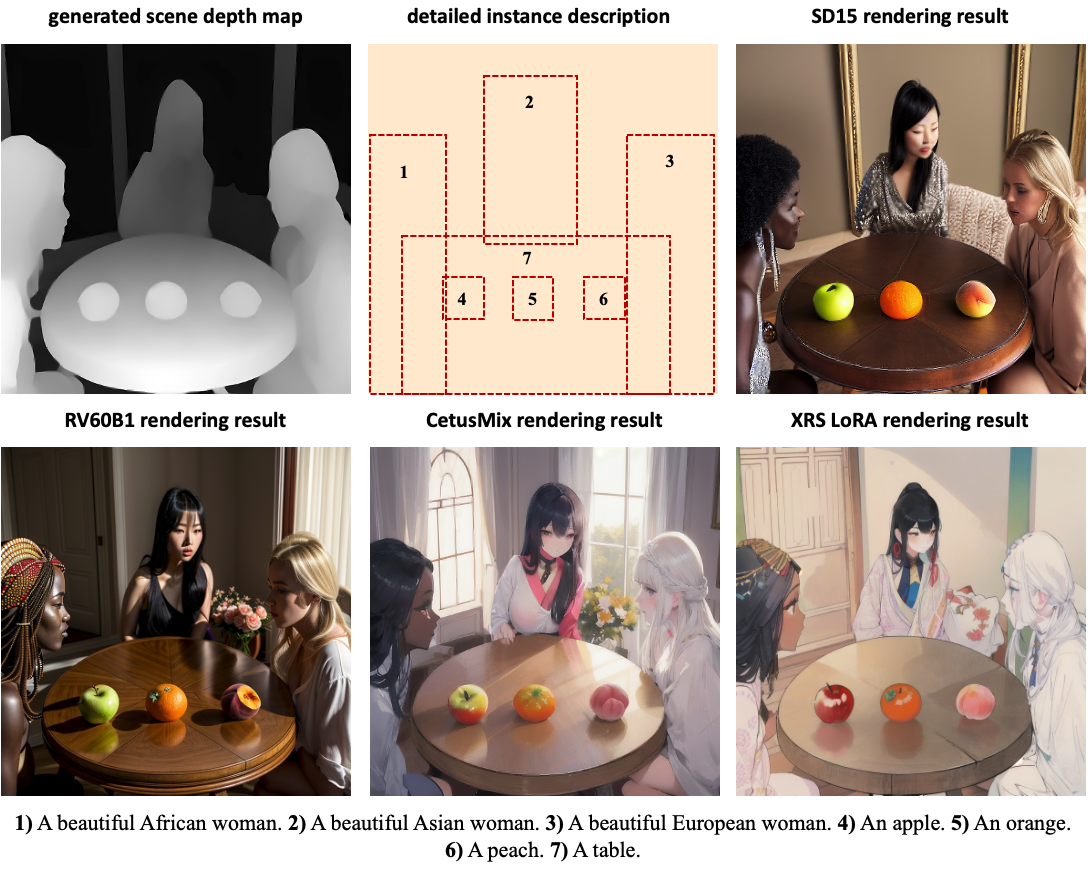 generated scene depth map
detailed instance description
SD15 rendering result
2
1
3
7
4
5
6
RV60B1 rendering result
CetusMix rendering result
XRS LoRA rendering result
1) A beautiful African woman. 2) A beautiful Asian woman. 3) A beautiful European woman. 4) An apple. 5) An orange.
6) A peach. 7) A table.